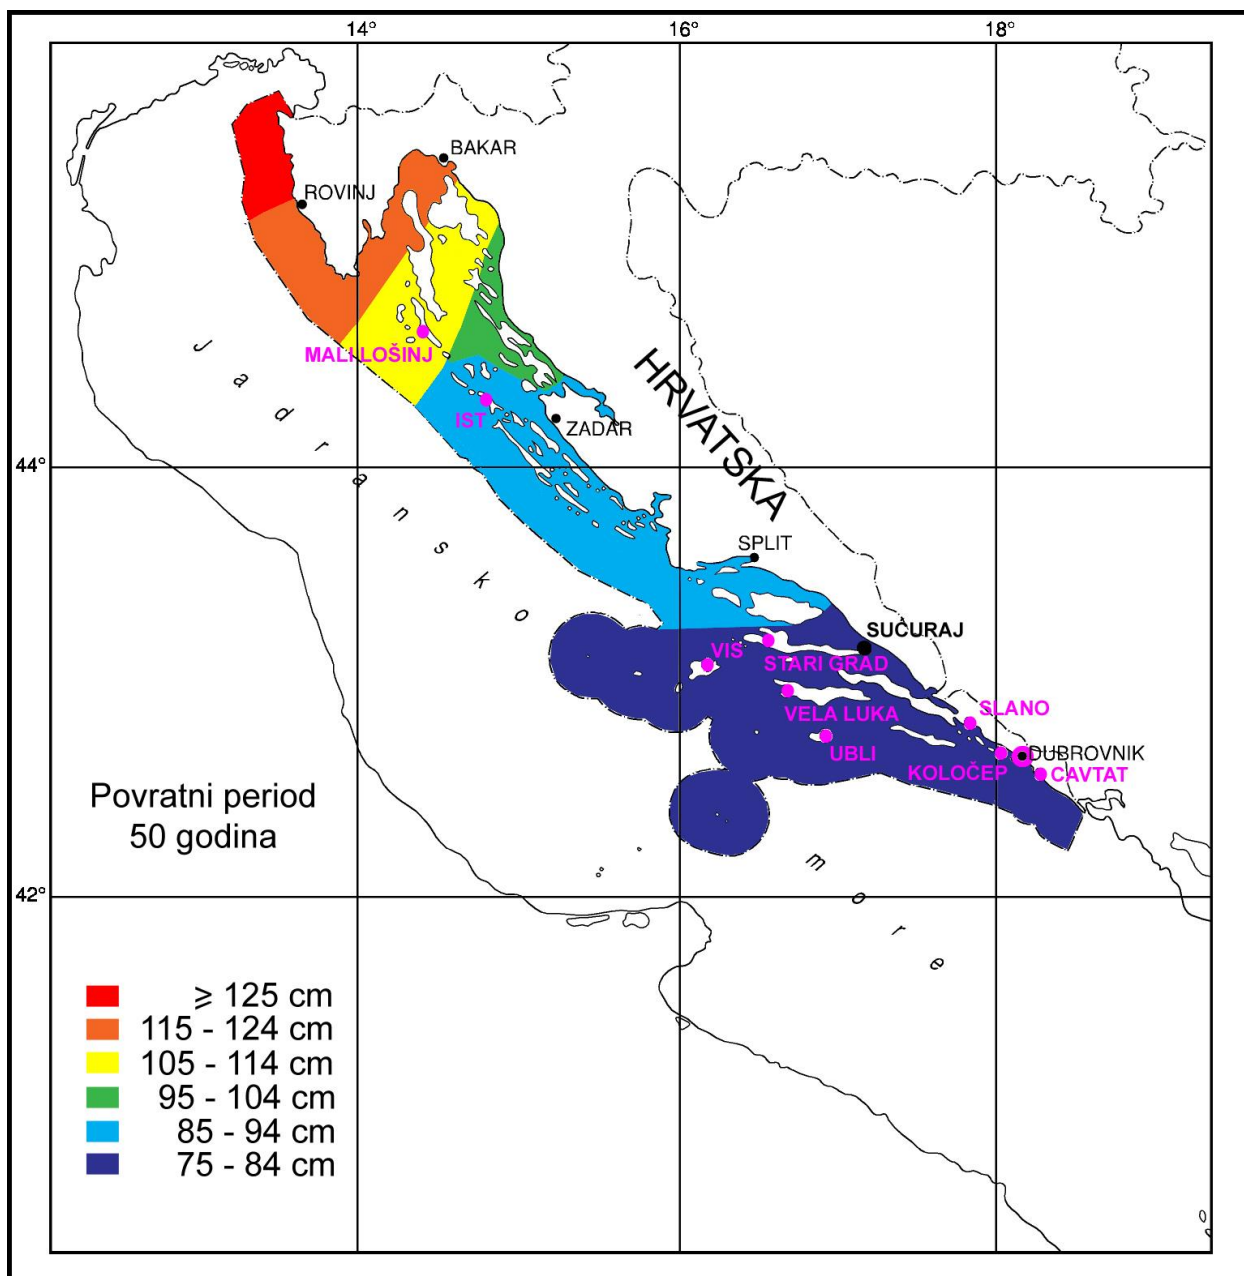 14° 16° 18°
BAKAR
ROVINJ
MALI LOŠINJ
HRVATSKA
IST
ZADAR
44°
Jadransko
SPLIT
SUĆURAJ
VIS
STARI GRAD
VELA LUKA
SLANO
UBLI
KOLOČEP
DUBROVNIK
CAVTAT
Povratni period
50 godina
more
42°
⩾ 125 cm
115 - 124 cm
105 - 114 cm
95 - 104 cm
85 - 94 cm
75 - 84 cm